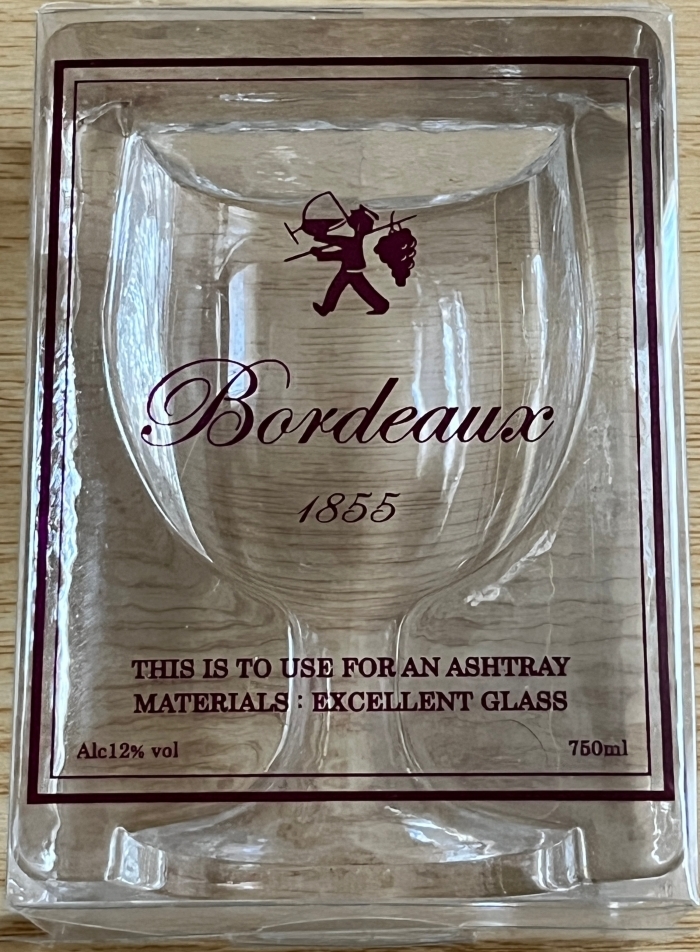 Bordeaux
1855
THIS IS TO USE FOR AN ASHTRAY
MATERIALS : EXCELLENT GLASS
Alc12% vol 750ml